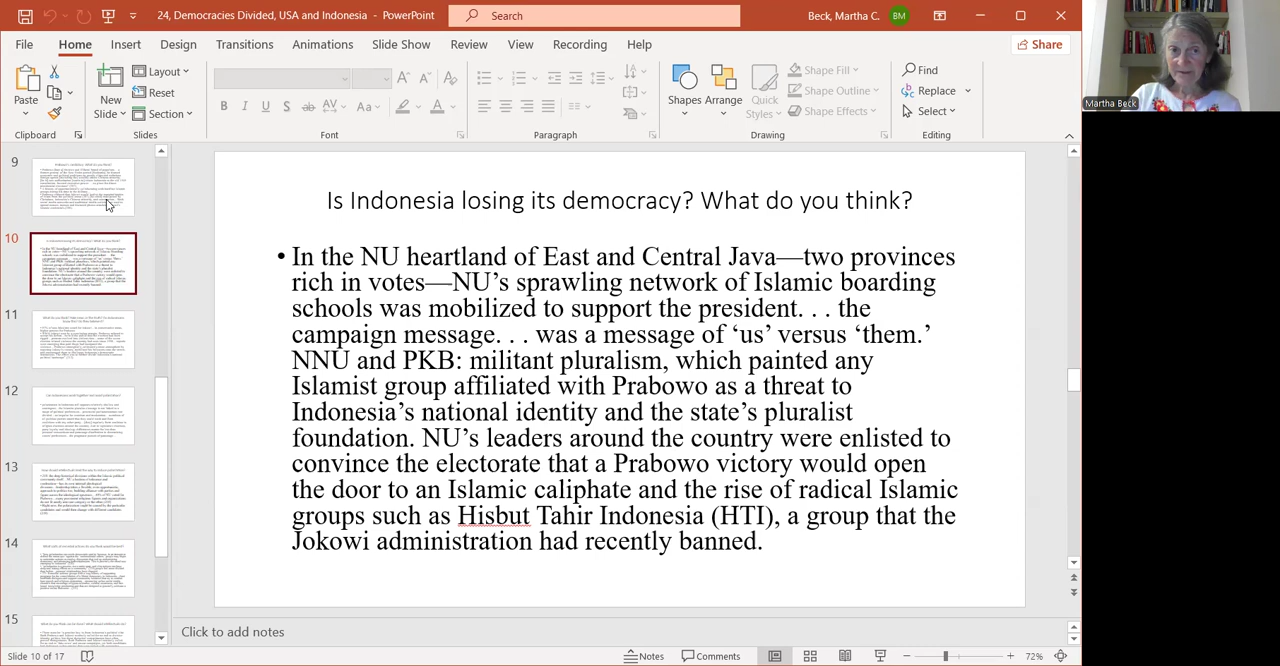 24, Democracies Divided, USA and Indonesia - PowerPoint
Search
Beck, Martha C.
BM
File
Home
Insert
Design
Transitions
Animations
Slide Show
Review
View
Recording
Help
Share
Paste
New
Slide
Layout
Reset
Section
Shapes
Arrange
Quick
Styles
Shape Fill
Shape Outline
Shape Effects
Find
Replace
Select
Clipboard
Slides
Font
Paragraph
Drawing
Editing
Martha Beck
9
10
11
12
13
14
15
Is Indonesia losing its democracy? What do you think?
• In the NU heartland of East and Central Java—two provinces
rich in votes—NU’s sprawling network of Islamic boarding
schools was mobilized to support the president. . . the
campaign message. . . was a message of ‘us’ versus ‘them.’
NNU and PKB: militant pluralism, which painted any
Islamist group affiliated with Prabowo as a threat to
Indonesia’s national identity and the state’s pluralist
foundation. NU’s leaders around the country were enlisted to
convince the electorate that a Prabowo victory would open
the door to an Islamic caliphate and the rise of radical Islamic
groups such as Hisbut Tahir Indonesia (HTI), a group that the
Jokowi administration had recently banned
Click to add notes
Slide 10 of 17
Notes
Comments
72%